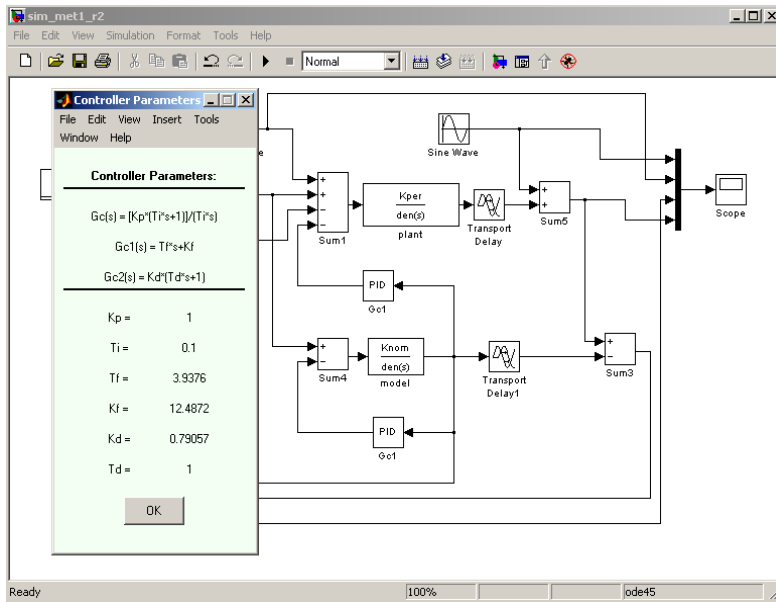 sim_met1_r2
File Edit View Simulation Format Tools Help
Normal
Controller Parameters
File Edit View Insert Tools
Window Help
Controller Parameters:
Gc(s) = [Kp*(Ti*s+1)]/(Ti*s)
Gc1(s) = Tf*s+Kf
Gc2(s) = Kd*(Td*s+1)
Kp = 1
Ti = 0.1
Tf = 3.9376
Kf = 12.4872
Kd = 0.79057
Td = 1
OK
Sine Wave
Sum1
Kper
den(s)
plant
Transport
Delay
Sum5
Scope
PID
Gc1
Sum4
Knom
den(s)
model
Transport
Delay1
Sum3
PID
Gc1
Ready 100% ode45